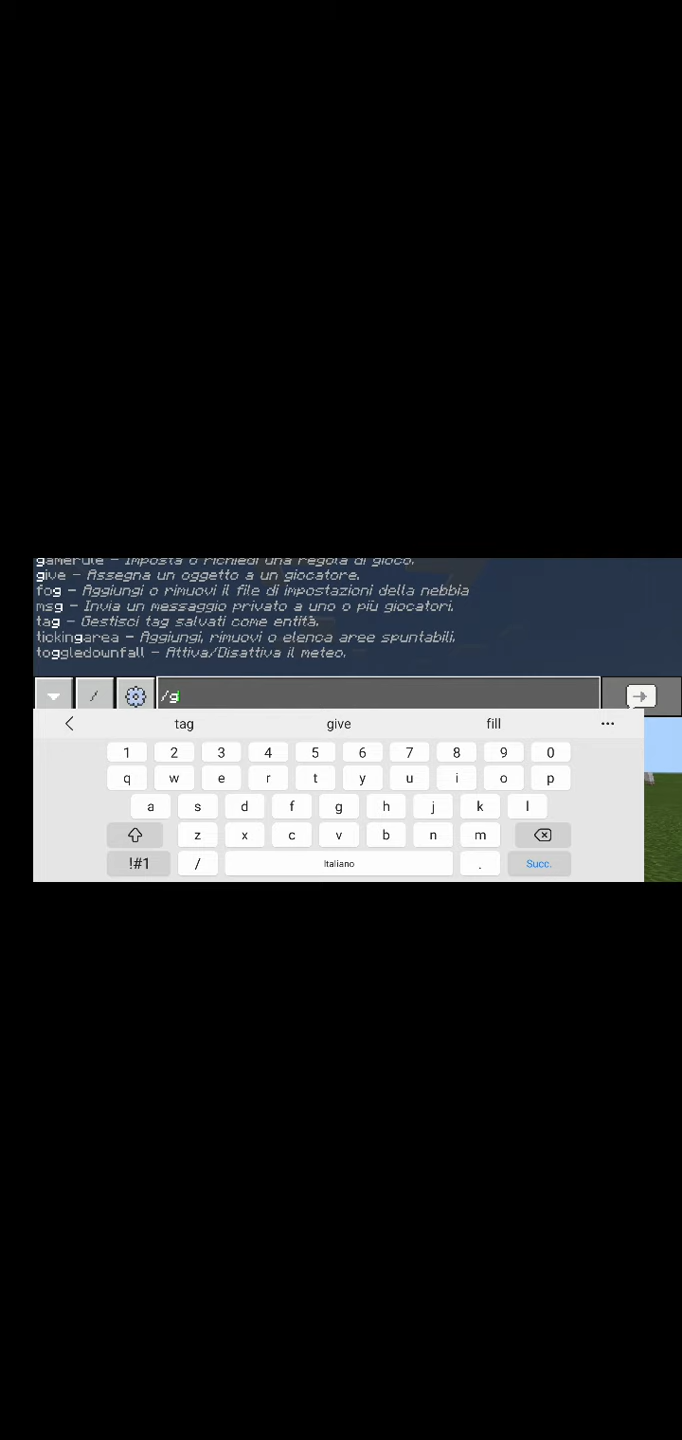 gamerule – Imposta o richiedi una regola di gioco.
give – Assegna un oggetto a un giocatore.
fog – Aggiungi o rimuovi il file di impostazioni della nebbia
msg – Invia un messaggio privato a uno o più giocatori.
tag – Gestisci tag salvati come entità.
tickingarea – Aggiungi, rimuovi o elenca aree spuntabili.
toggledownfall – Attiva/Disattiva il meteo.
/ /g
tag give fill
1 2 3 4 5 6 7 8 9 0
q w e r t y u i o p
a s d f g h j k l
z x c v b n m
!#1 / Italiano . Succ.